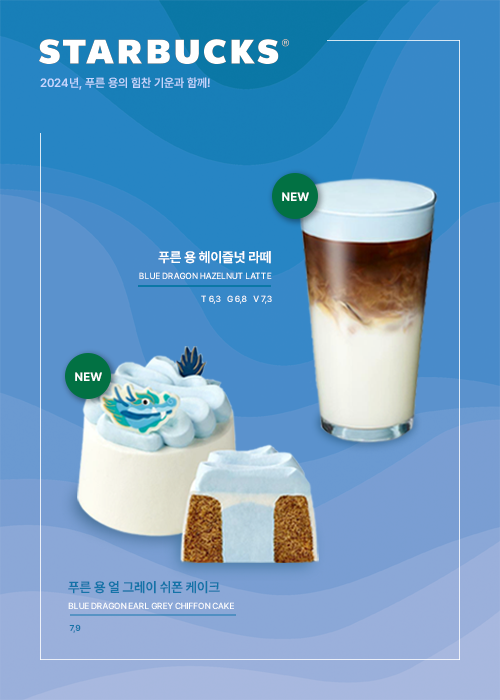 STARBUCKS®
2024년, 푸른 용의 힘찬 기운과 함께!
NEW
푸른 용 헤이즐넛 라떼
BLUE DRAGON HAZELNUT LATTE
T 6,3 G 6,8 V 7,3
NEW
푸른 용 얼 그레이 쉬폰 케이크
BLUE DRAGON EARL GREY CHIFFON CAKE
7,9